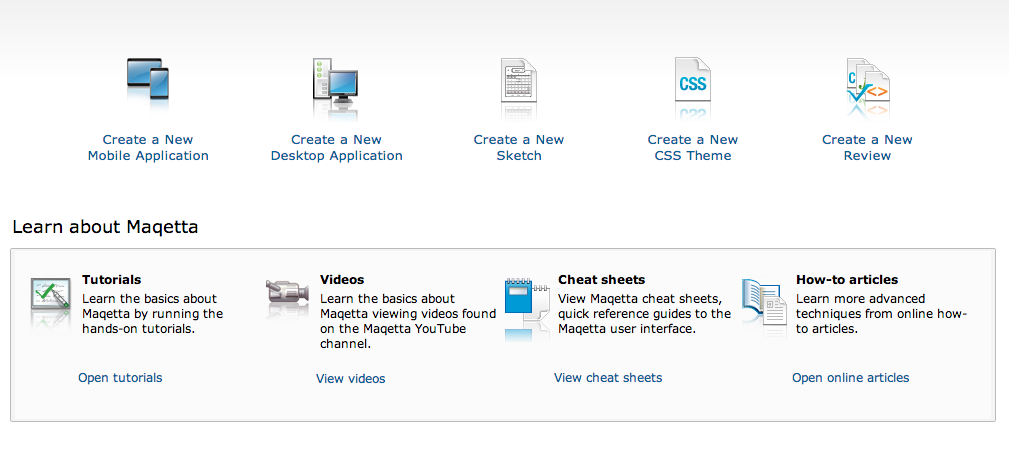 Create a New
Mobile Application
Create a New
Desktop Application
Create a New
Sketch
CSS
Create a New
CSS Theme
C
<>
Create a New
Review
Learn about Maqetta
Tutorials
Learn the basics about
Maqetta by running the
hands-on tutorials.
Open tutorials
Videos
Learn the basics about
Maqetta viewing videos found
on the Maqetta YouTube
channel.
View videos
Cheat sheets
View Maqetta cheat sheets,
quick reference guides to the
Maqetta user interface.
View cheat sheets
How-to articles
Learn more advanced
techniques from online how-
to articles.
Open online articles